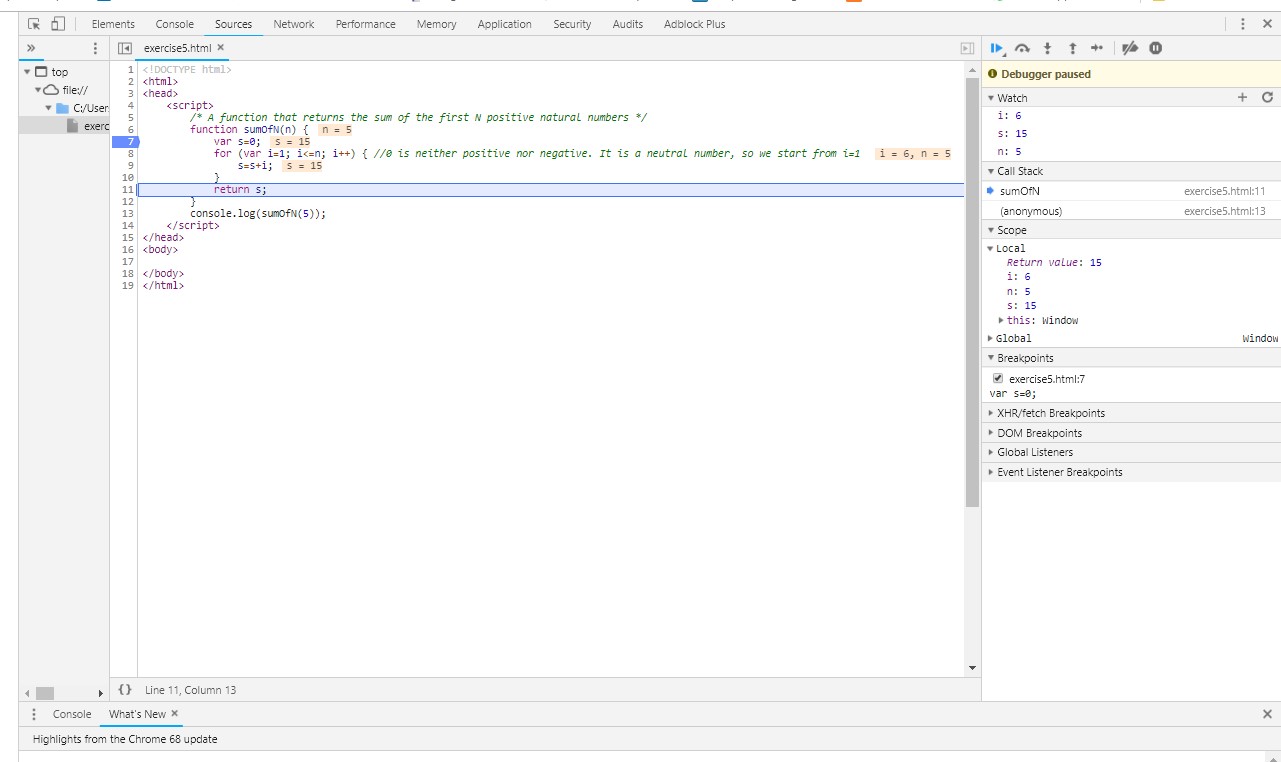 Elements Console Sources Network Performance Memory Application Security Audits Adblock Plus
exercise5.html
top
file://
C:/User
exerc
1 <!DOCTYPE html>
2 <html>
3 <head>
4 <script>
5 /* A function that returns the sum of the first N positive natural numbers */
6 function sumOfN(n) { n = 5
7 var s=0; s = 15
8 for (var i=1; i<=n; i++) { //0 is neither positive nor negative. It is a neutral number, so we start from i=1 i = 6, n = 5
9 s=s+i; s = 15
10 }
11 return s;
12 }
13 console.log(sumOfN(5));
14 </script>
15 </head>
16 <body>
17
18 </body>
19 </html>
{} Line 11, Column 13
Debugger paused
Watch
i: 6
s: 15
n: 5
Call Stack
sumOfN exercise5.html:11
(anonymous) exercise5.html:13
Scope
Local
Return value: 15
i: 6
n: 5
s: 15
this: Window
Global Window
Breakpoints
exercise5.html:7
var s=0;
XHR/fetch Breakpoints
DOM Breakpoints
Global Listeners
Event Listener Breakpoints
Console What's New
Highlights from the Chrome 68 update